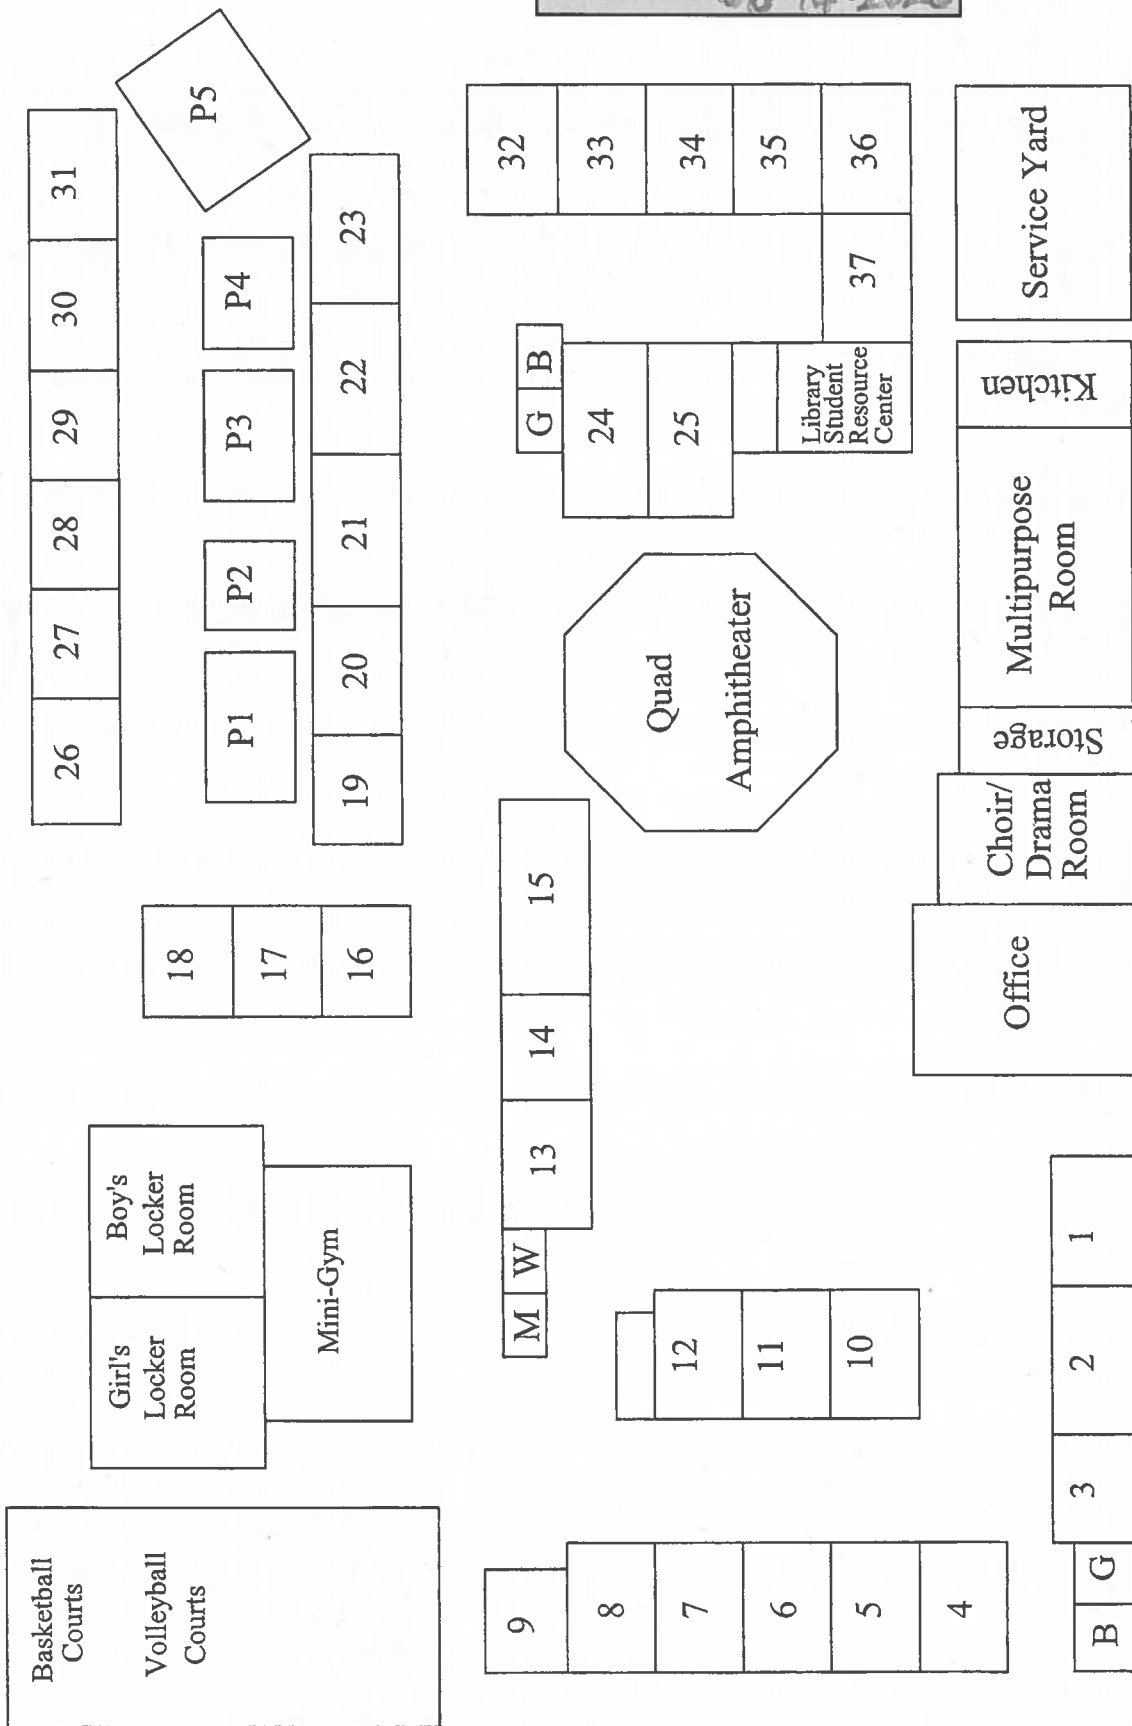 Basketball
Courts
Volleyball
Courts
Girl's
Locker
Room
Boy's
Locker
Room
Mini-Gym
18
17
16
26
27
28
29
30
31
P1
P2
P3
P4
P5
19
20
21
22
23
9
8
7
6
5
4
M
W
13
14
15
12
11
10
Quad
Amphitheater
G
B
24
25
Library
Student
Resource
Center
32
33
34
35
36
37
B
G
3
2
1
Office
Choir/
Drama
Room
Storage
Multipurpose
Room
Kitchen
Service Yard